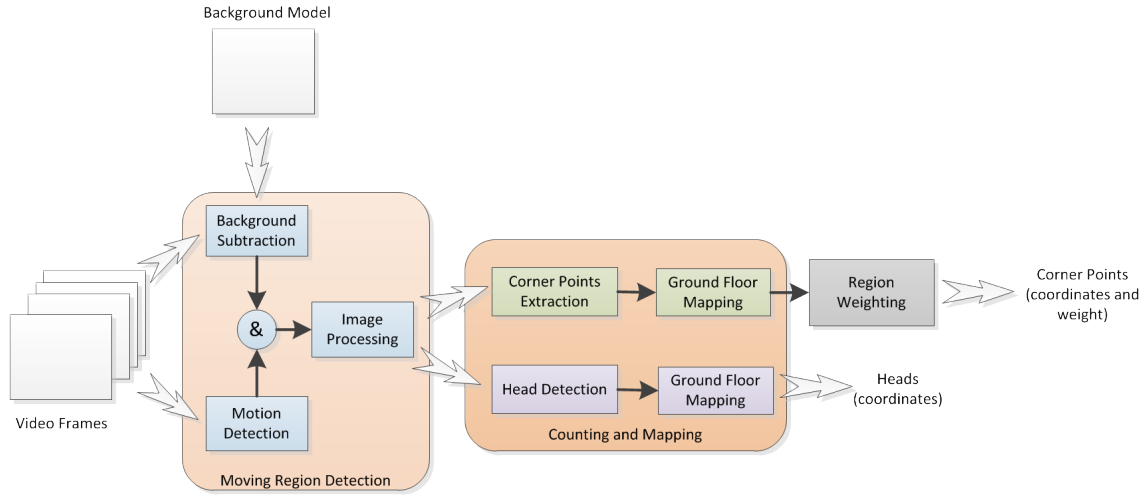 Background Model
Background
Subtraction
&
Image
Processing
Motion
Detection
Moving Region Detection
Video Frames
Corner Points
Extraction
Ground Floor
Mapping
Head Detection
Ground Floor
Mapping
Counting and Mapping
Region
Weighting
Corner Points
(coordinates and
weight)
Heads
(coordinates)